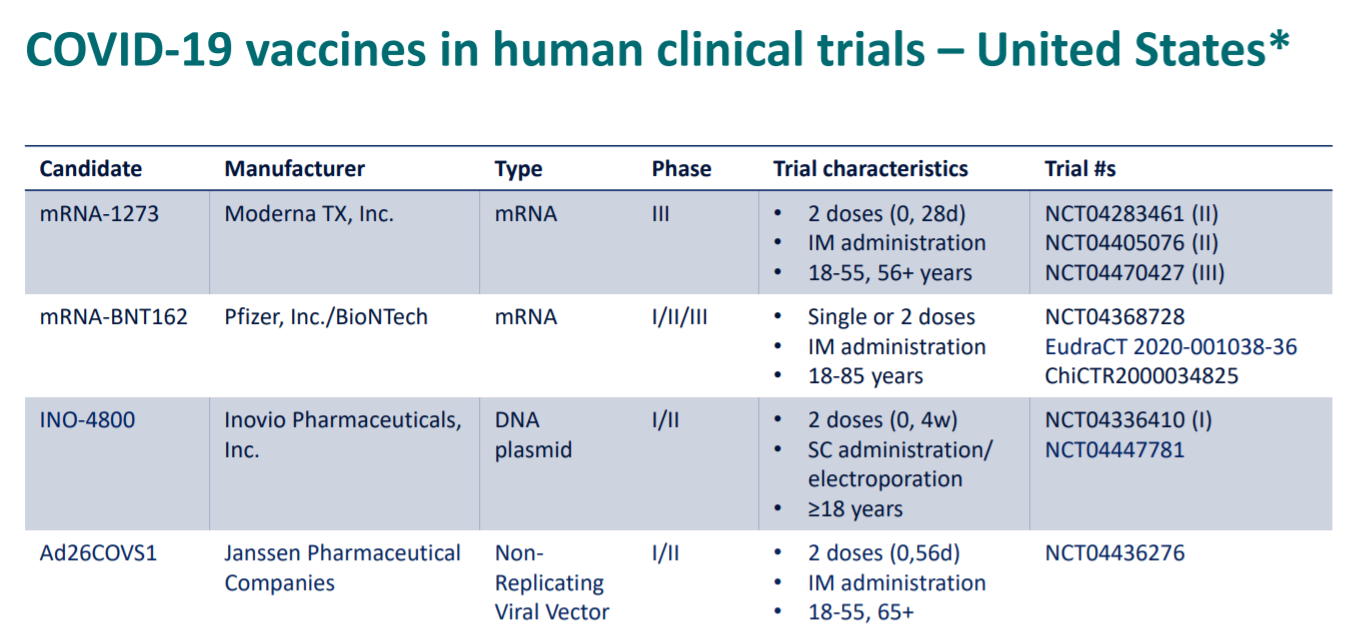 COVID-19 vaccines in human clinical trials – United States*
Candidate Manufacturer Type Phase Trial characteristics Trial #s
mRNA-1273 Moderna TX, Inc. mRNA III • 2 doses (0, 28d) NCT04283461 (II)
• IM administration NCT04405076 (II)
• 18-55, 56+ years NCT04470427 (III)
mRNA-BNT162 Pfizer, Inc./BioNTech mRNA I/II/III • Single or 2 doses NCT04368728
• IM administration EudraCT 2020-001038-36
• 18-85 years ChiCTR2000034825
INO-4800 Inovio Pharmaceuticals, DNA I/II • 2 doses (0, 4w) NCT04336410 (I)
Inc. plasmid • SC administration/ NCT04447781
electroporation
• ≥18 years
Ad26COVS1 Janssen Pharmaceutical Non- I/II • 2 doses (0,56d) NCT04436276
Companies Replicating • IM administration
Viral Vector • 18-55, 65+